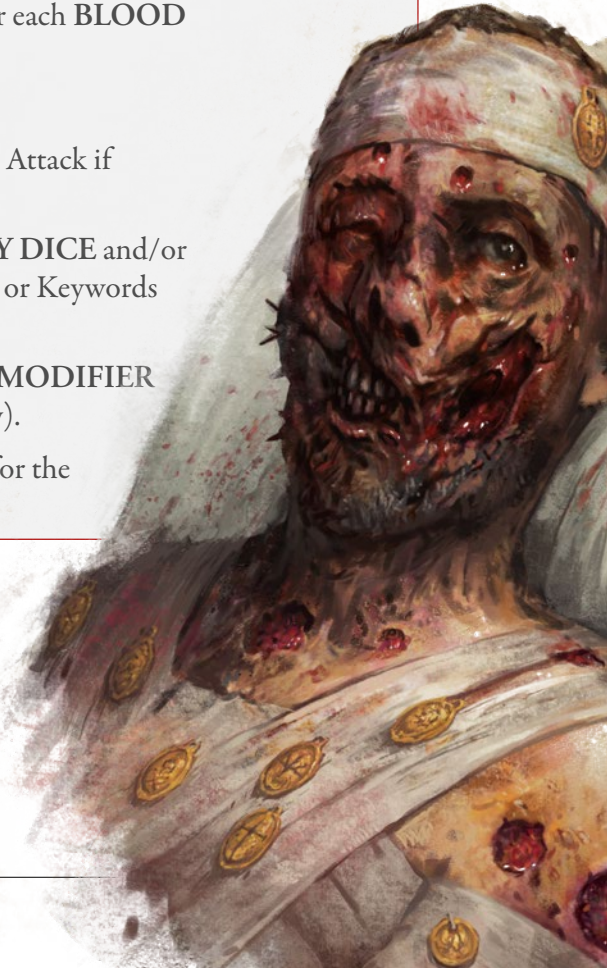 r each BLOOD
Attack if
Y DICE and/or
or Keywords
MODIFIER
y).
for the